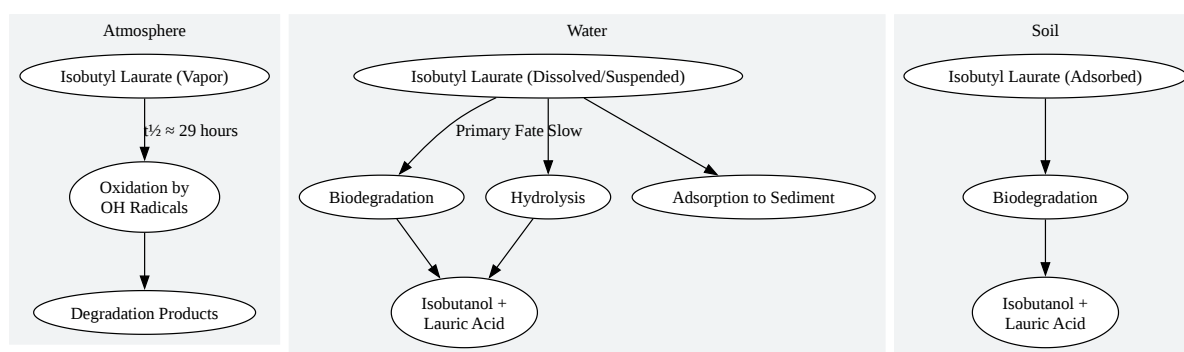 Atmosphere
Isobutyl Laurate (Vapor)
t½ ≈ 29 hours
Oxidation by
OH Radicals
Degradation Products
Water
Isobutyl Laurate (Dissolved/Suspended)
Primary Fate
Slow
Biodegradation
Hydrolysis
Adsorption to Sediment
Isobutanol +
Lauric Acid
Soil
Isobutyl Laurate (Adsorbed)
Biodegradation
Isobutanol +
Lauric Acid